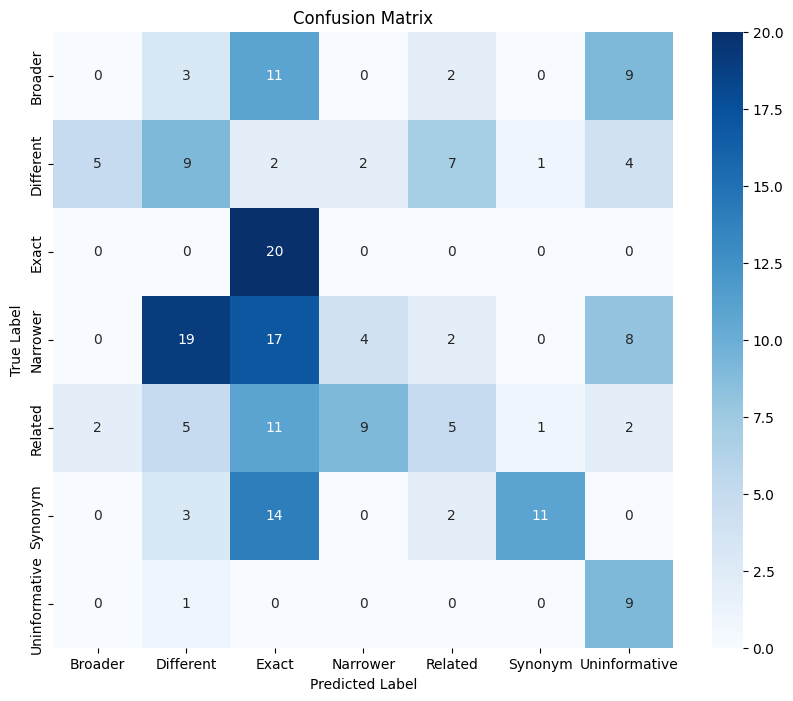 Confusion Matrix
True Label
Broader 0 3 11 0 2 0 9
Different 5 9 2 2 7 1 4
Exact 0 0 20 0 0 0 0
Narrower 0 19 17 4 2 0 8
Related 2 5 11 9 5 1 2
Synonym 0 3 14 0 2 11 0
Uninformative 0 1 0 0 0 0 9
Broader Different Exact Narrower Related Synonym Uninformative
Predicted Label
20.0
17.5
15.0
12.5
10.0
7.5
5.0
2.5
0.0